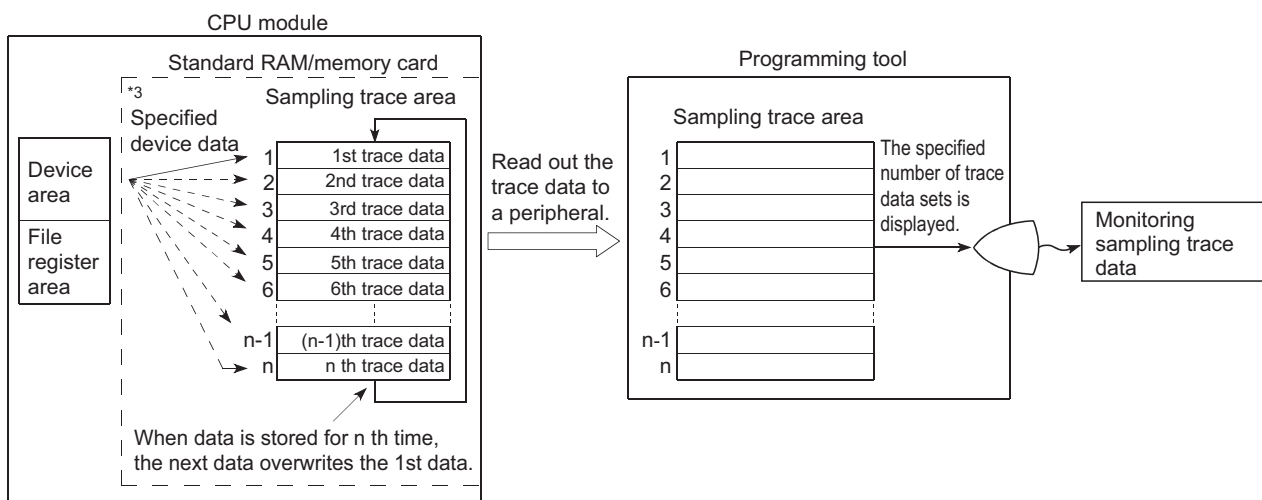 CPU module
Standard RAM/memory card
*3
Specified
device data
Sampling trace area
Device
area
File
register
area
1
1st trace data
2
2nd trace data
3
3rd trace data
4
4th trace data
5
5th trace data
6
6th trace data
n-1
(n-1)th trace data
n
n th trace data
When data is stored for n th time,
the next data overwrites the 1st data.
Read out the
trace data to
a peripheral.
Programming tool
Sampling trace area
1
2
3
4
5
6
n-1
n
The specified
number of trace
data sets is
displayed.
Monitoring
sampling trace
data